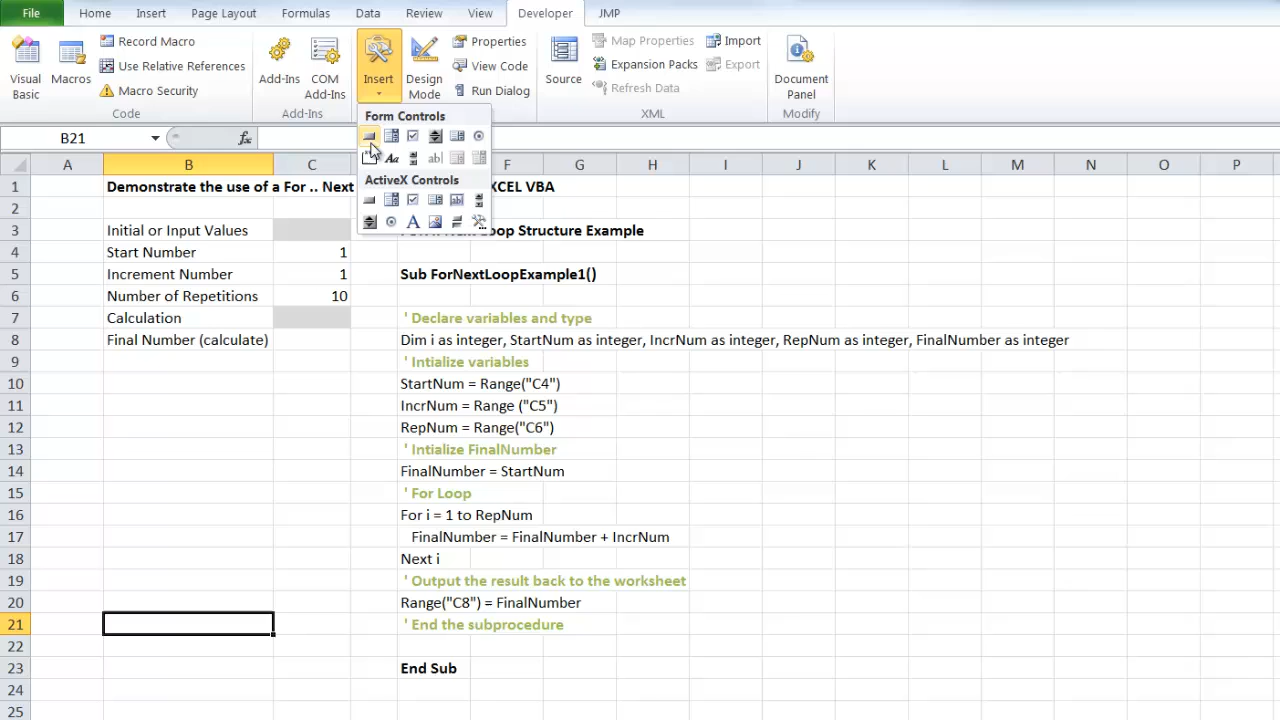 File Home Insert Page Layout Formulas Data Review View Developer JMP
Visual Basic
Macros
Record Macro
Use Relative References
Macro Security
Code
Add-Ins
COM Add-Ins
Add-Ins
Insert
Design Mode
Properties
View Code
Run Dialog
Source
Map Properties
Expansion Packs
Refresh Data
Import
Export
XML
Document Panel
Modify
B21 fx
Form Controls
Aa ab|
ActiveX Controls
ab|
A
A B C F G H I J K L M N O P
1 Demonstrate the use of a For .. Next XCEL VBA
2
3 Initial or Input Values Loop Structure Example
4 Start Number 1
5 Increment Number 1 Sub ForNextLoopExample1()
6 Number of Repetitions 10
7 Calculation ' Declare variables and type
8 Final Number (calculate) Dim i as integer, StartNum as integer, IncrNum as integer, RepNum as integer, FinalNumber as integer
9 ' Intialize variables
10 StartNum = Range("C4")
11 IncrNum = Range ("C5")
12 RepNum = Range("C6")
13 ' Intialize FinalNumber
14 FinalNumber = StartNum
15 ' For Loop
16 For i = 1 to RepNum
17 FinalNumber = FinalNumber + IncrNum
18 Next i
19 ' Output the result back to the worksheet
20 Range("C8") = FinalNumber
21 ' End the subprocedure
22
23 End Sub
24
25